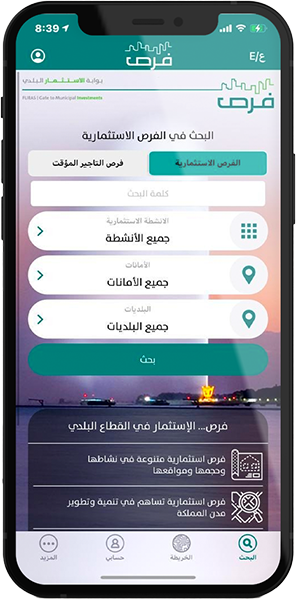 8:39
فرص
E/ع
بوابة الاستثمار البلدي
FURAS | Gate to Municipal Investments
فرص
البحث في الفرص الاستثمارية
الفرص الاستثمارية
فرص التاجير المؤقت
كلمة البحث
الانشطة الاستثمارية
جميع الأنشطة
الأمانات
جميع الأمانات
البلديات
جميع البلديات
بحث
فرص... الإستثمار في القطاع البلدي
فرص استثمارية متنوعة في نشاطها
وحجمها ومواقعها
فرص استثمارية تساهم في تنمية وتطوير
مدن المملكة
البحث
الخريطة
حسابي
المزيد